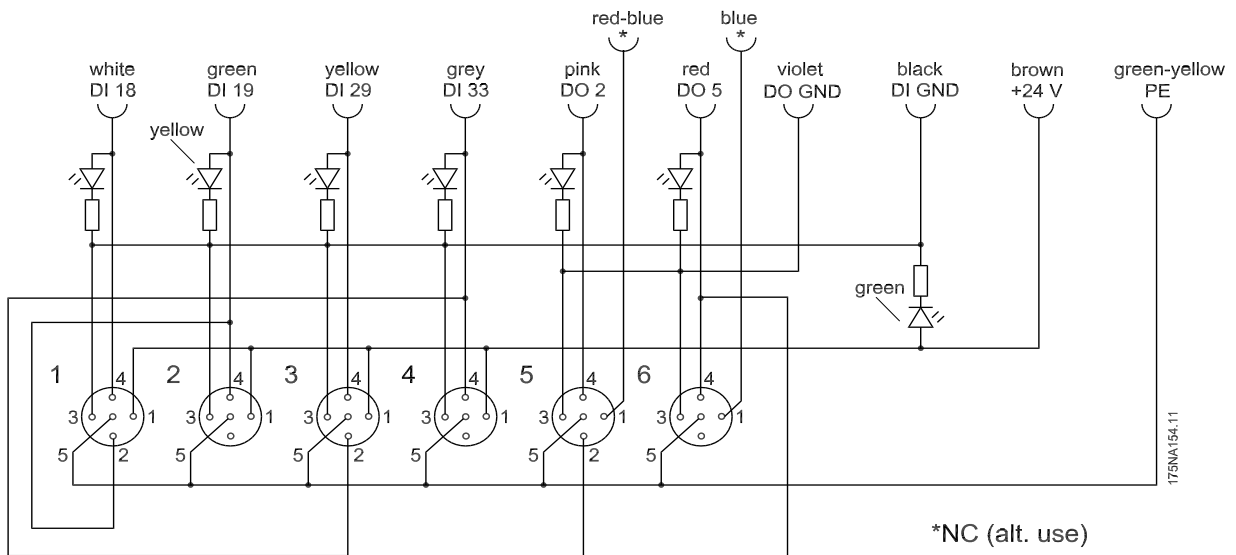 red-blue
*
blue
*
white
DI 18
green
DI 19
yellow
DI 29
grey
DI 33
pink
DO 2
red
DO 5
violet
DO GND
black
DI GND
brown
+24 V
green-yellow
PE
yellow
green
1 4 2 4 3 4 4 4 5 4 6 4
3 1 3 1 3 1 3 1 3 1 3 1
5 2 5 5 2 5 5 2 5
175NA154.11
*NC (alt. use)